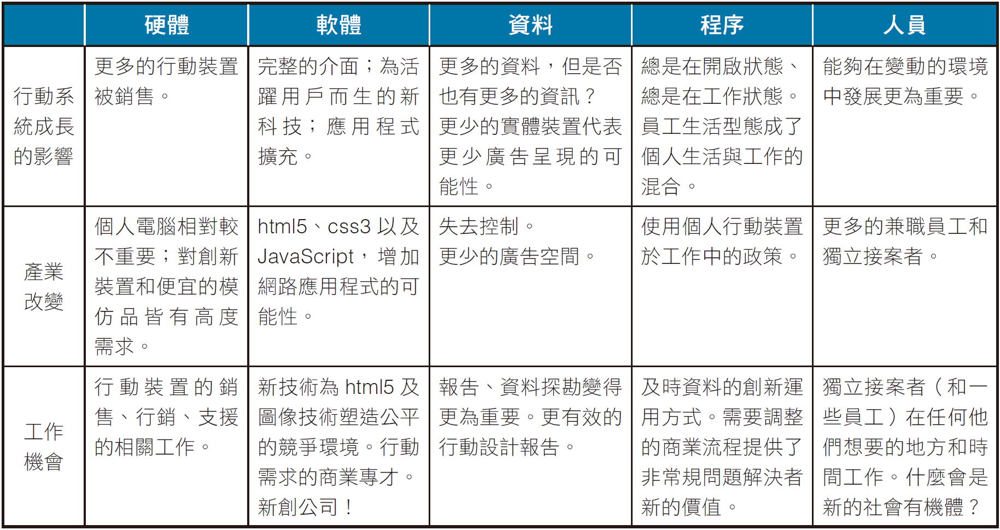 硬體
軟體
資料
程序
人員
行動系
統成長
的影響
更多的行動裝置
被銷售。
完整的介面；為活
躍用戶而生的新
科技；應用程式
擴充。
更多的資料，但是否
也有更多的資訊？
更少的實體裝置代表
更少廣告呈現的可
能性。
總是在開啟狀態、
總是在工作狀態。
員工生活型態成了
個人生活與工作的
混合。
能夠在變動的環境
中發展更為重要。
產業
改變
個人電腦相對較
不重要；對創新
裝置和便宜的模
仿品皆有高度
需求。
html5、css3 以及
JavaScript，增加
網路應用程式的可
能性。
失去控制。
更少的廣告空間。
使用個人行動裝置
於工作中的政策。
更多的兼職員工和
獨立接案者。
工作
機會
行動裝置的銷
售、行銷、支援
的相關工作。
新技術為 html5 及
圖像技術塑造公平
的競爭環境。行動
需求的商業專才。
新創公司！
報告、資料探勘變得
更為重要。更有效的
行動設計報告。
及時資料的創新運
用方式。需要調整
的商業流程提供了
非常規問題解決者
新的價值。
獨立接案者（和一
些員工）在任何他
們想要的地方和時
間工作。什麼會是
新的社會有機體？